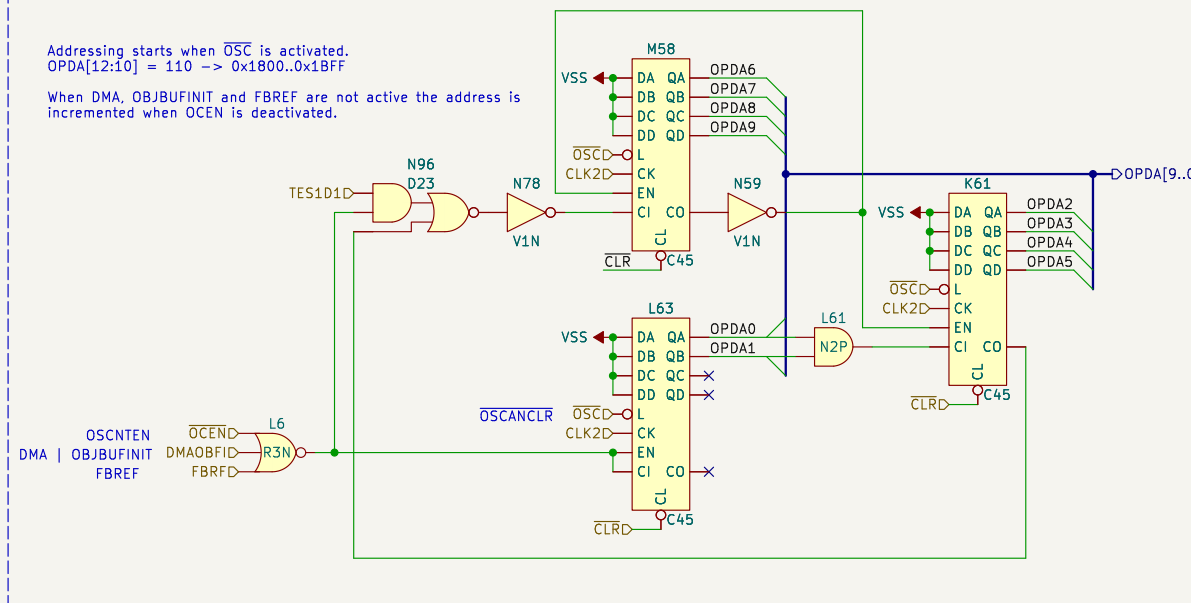 Addressing starts when OSC is activated.
OPDA[12:10] = 110 -> 0x1800..0x1BFF
When DMA, OBJBUFINIT and FBREF are not active the address is
incremented when OCEN is deactivated.
M58
VSS
DA QA OPDA6
DB QB OPDA7
DC QC OPDA8
DD QD OPDA9
OSC L
CLK2 CK
EN
CI CO
CL
CLR
C45
N96
D23
TES1D1
N78
V1N
N59
V1N
OPDA[9..0
K61
VSS
DA QA OPDA2
DB QB OPDA3
DC QC OPDA4
DD QD OPDA5
OSC L
CLK2 CK
EN
CI CO
CL
CLR
C45
L63
VSS
DA QA OPDA0
DB QB OPDA1
DC QC
DD QD
OSCANCLR OSC L
CLK2 CK
EN
CI CO
CL
CLR
C45
L61
N2P
OSCNTEN
DMA | OBJBUFINIT
FBREF
OCEN
DMAOBFI
FBRF
L6
R3N